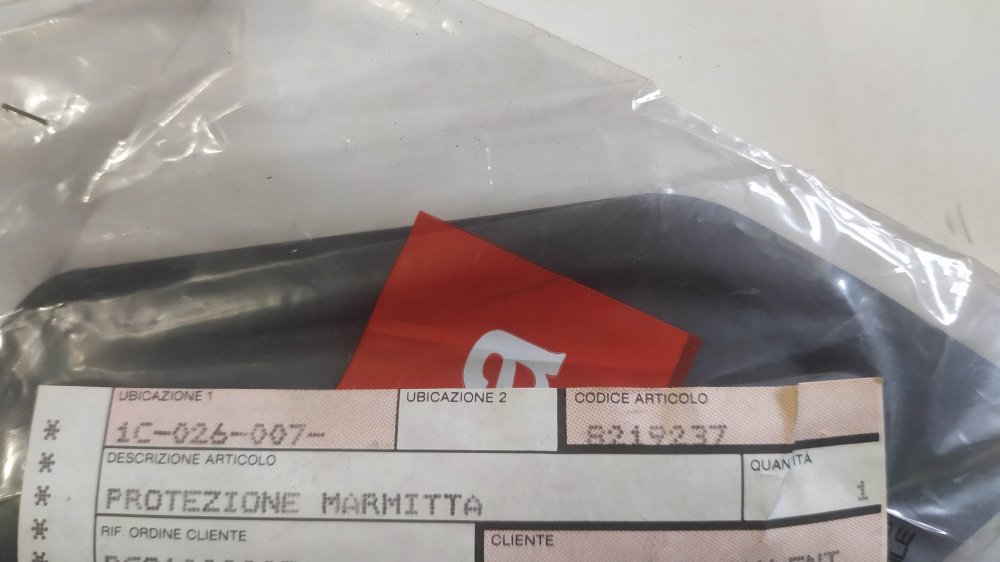 UBICAZIONE 1
UBICAZIONE 2
CODICE ARTICOLO
1C-026-007-
8219237
DESCRIZIONE ARTICOLO
QUANTITÀ
PROTEZIONE MARMITTA
1
RIF. ORDINE CLIENTE
CLIENTE